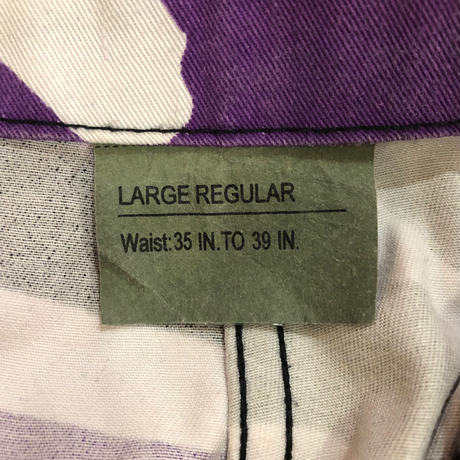 LARGE REGULAR
Waist: 35 IN. TO 39 IN.